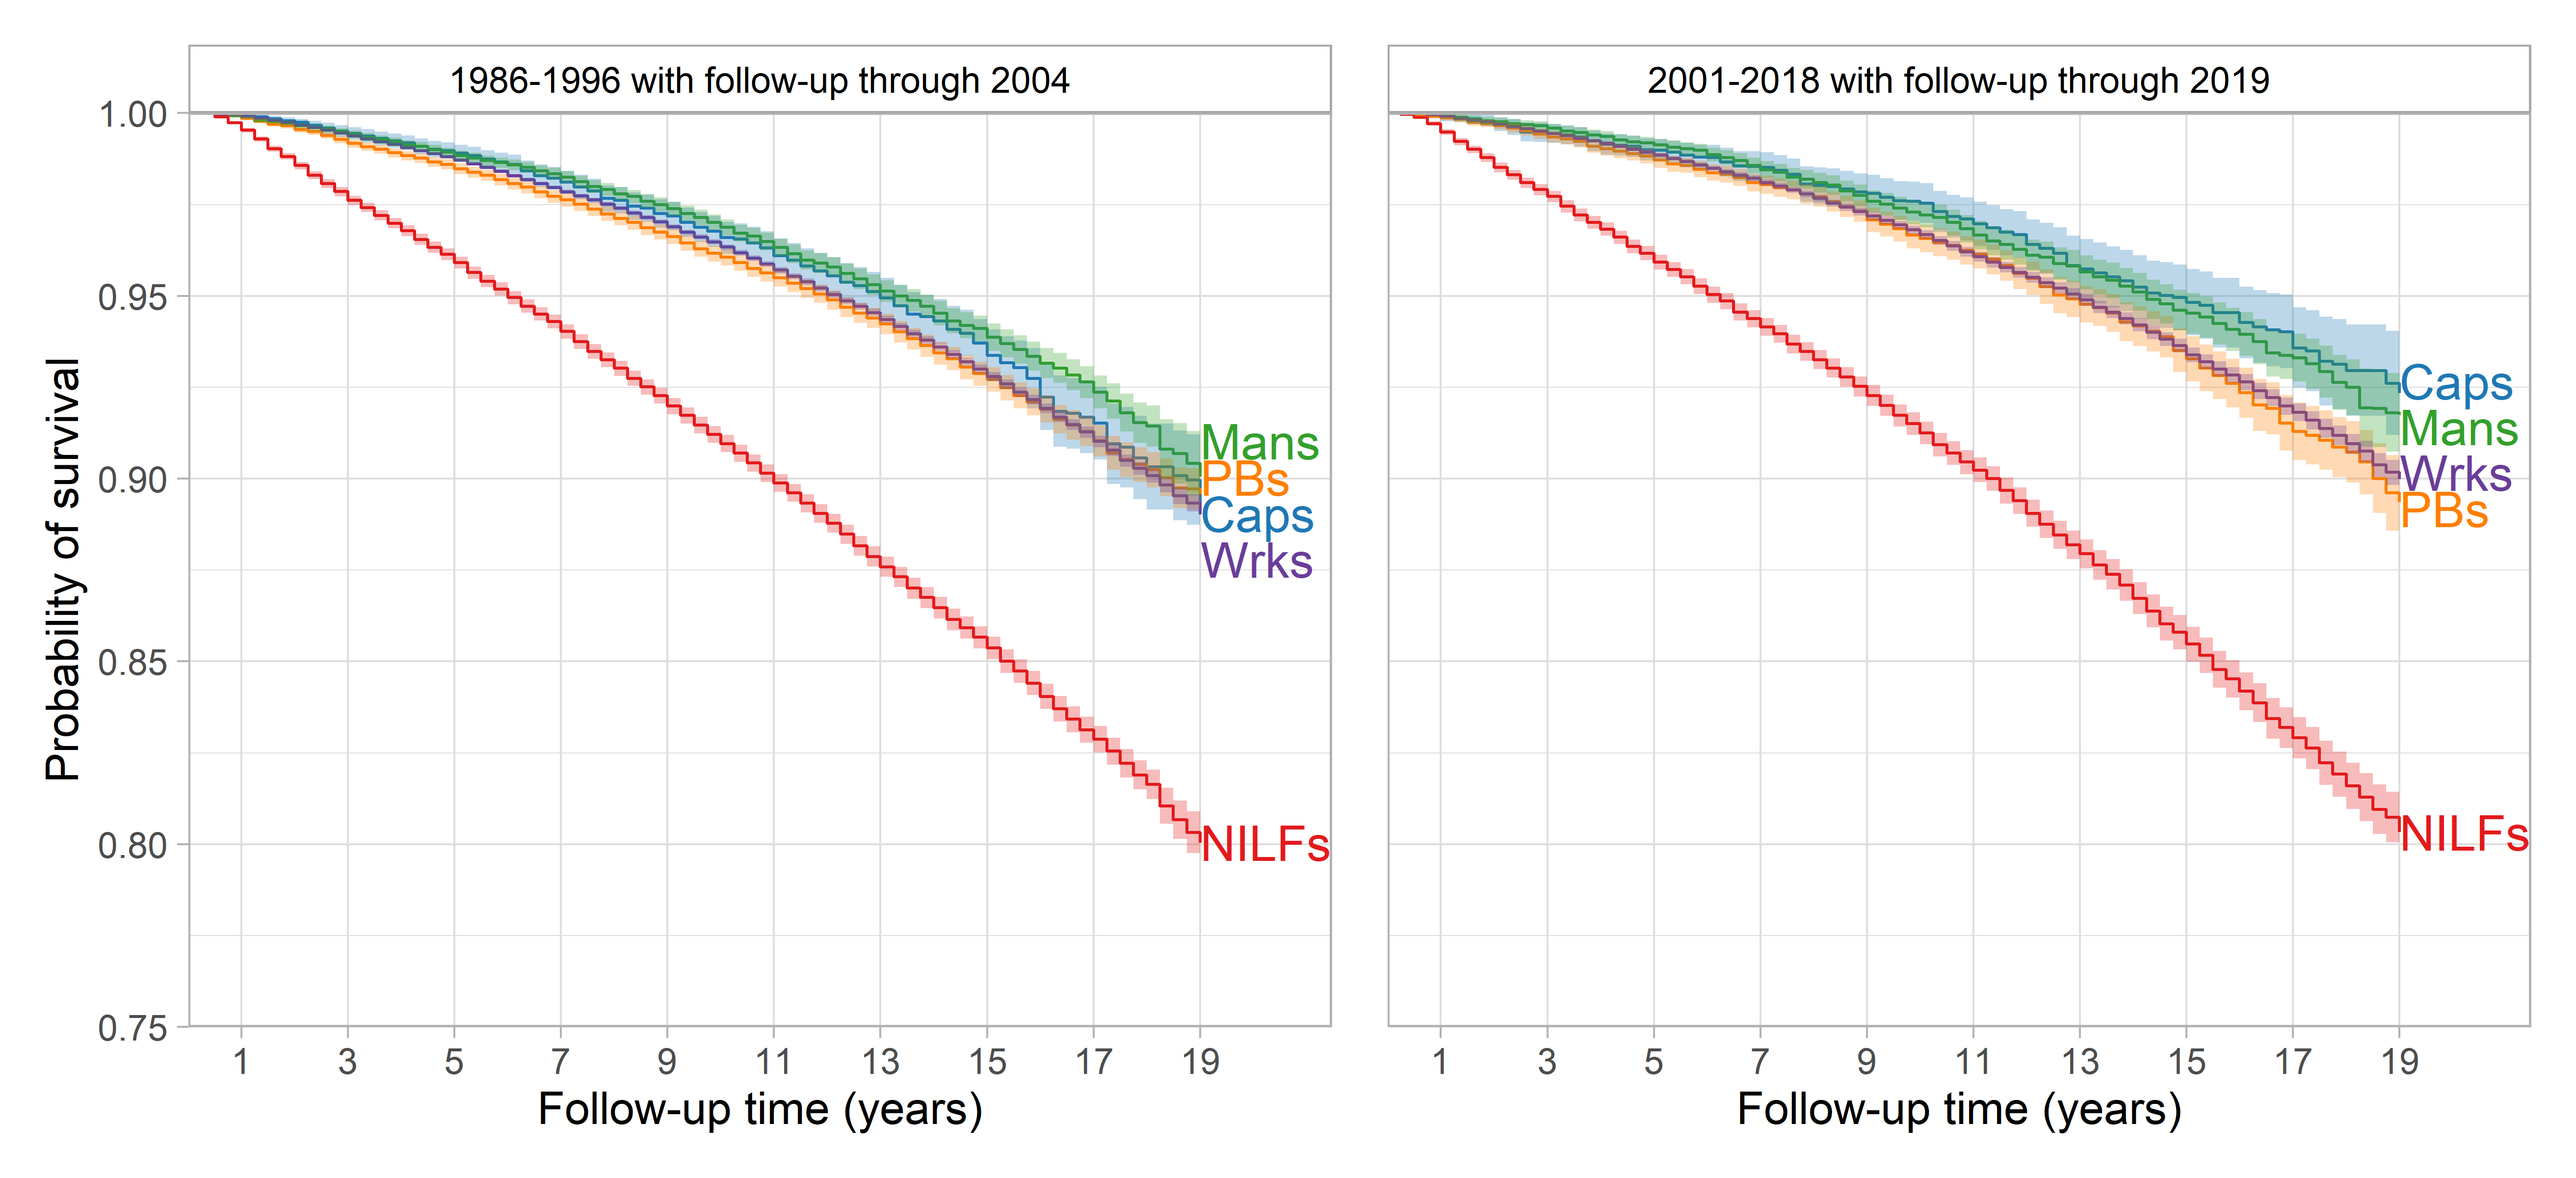 1986-1996 with follow-up through 2004
2001-2018 with follow-up through 2019
Probability of survival
1.00
0.95
0.90
0.85
0.80
0.75
Mans
PBs
Caps
Wrks
NILFs
Caps
Mans
Wrks
PBs
NILFs
1 3 5 7 9 11 13 15 17 19
1 3 5 7 9 11 13 15 17 19
Follow-up time (years)
Follow-up time (years)